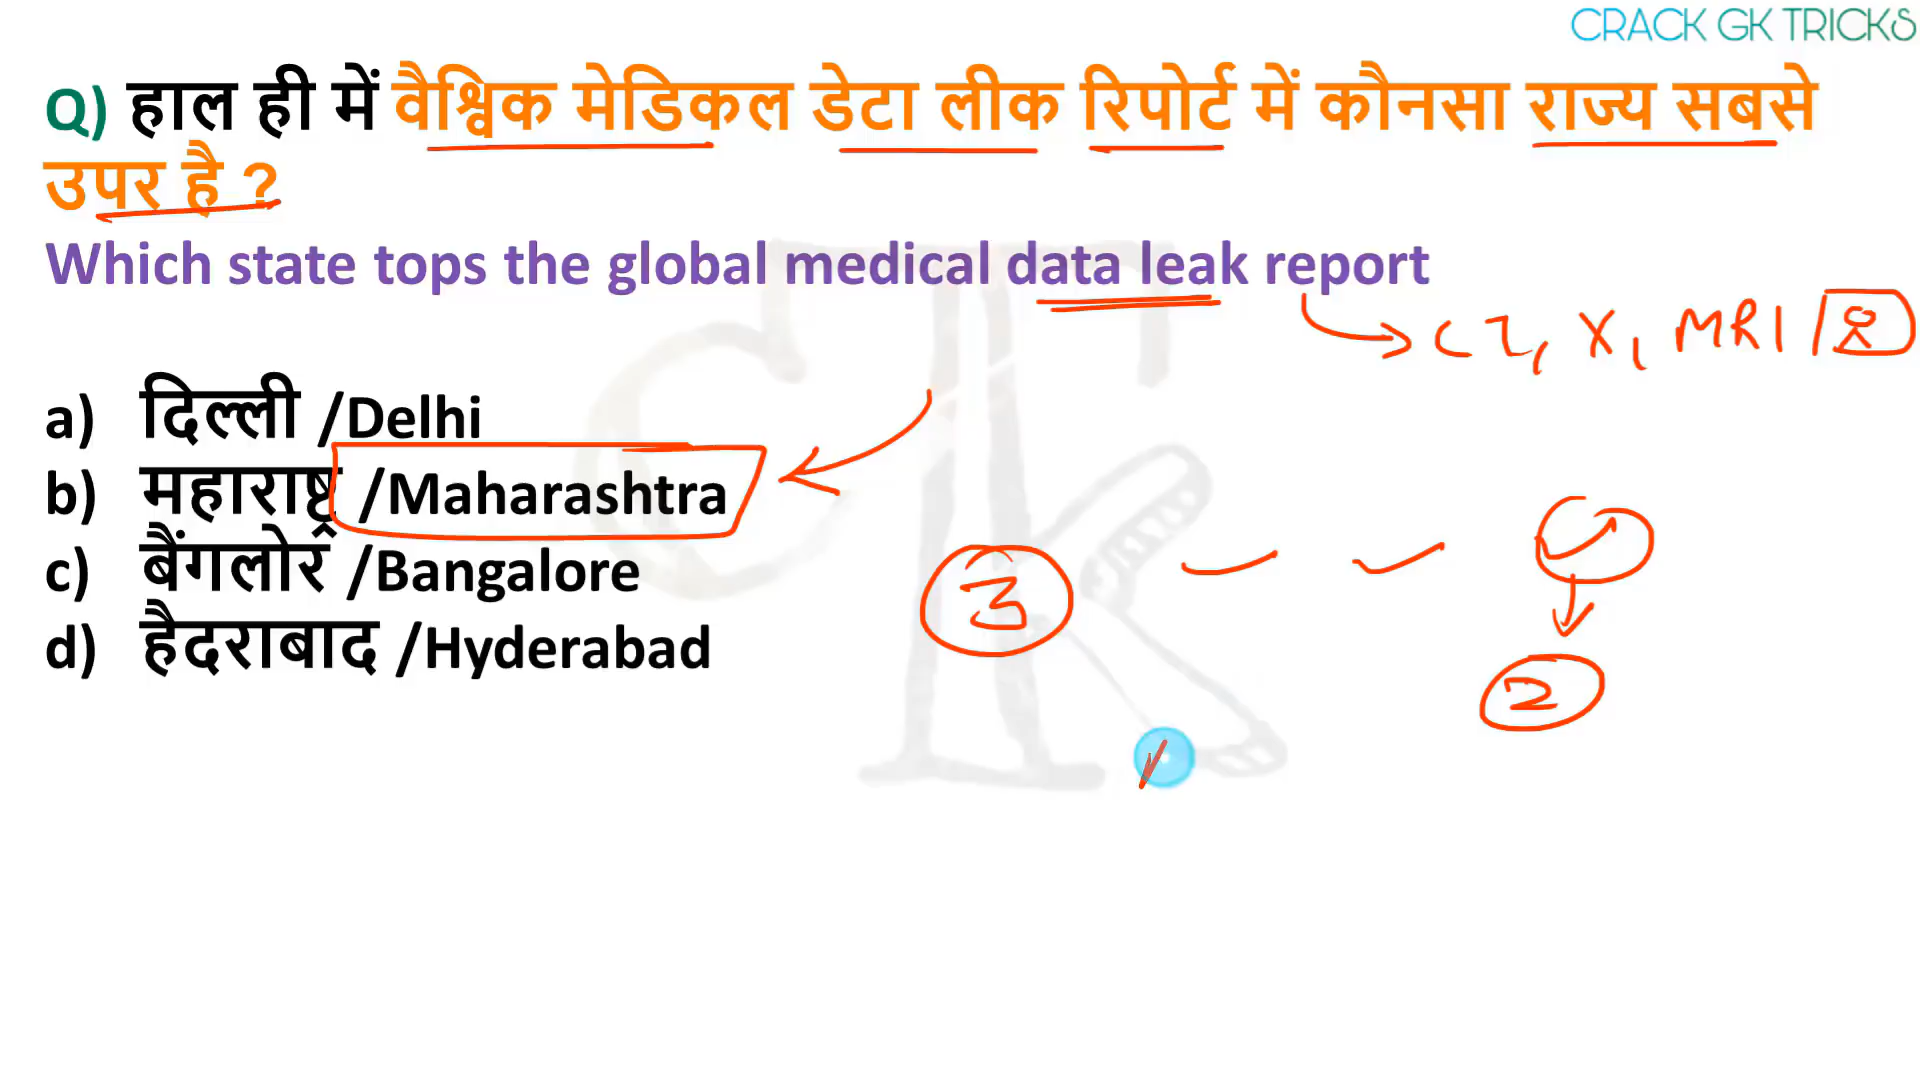 CRACK GK TRICKS
Q) हाल ही में वैश्विक मेडिकल डेटा लीक रिपोर्ट में कौनसा राज्य सबसे
उपर है ?
Which state tops the global medical data leak report
CT, X, MRI
a) दिल्ली /Delhi
b) महाराष्ट्र /Maharashtra
c) बैंगलोर /Bangalore
d) हैदराबाद /Hyderabad
3
2